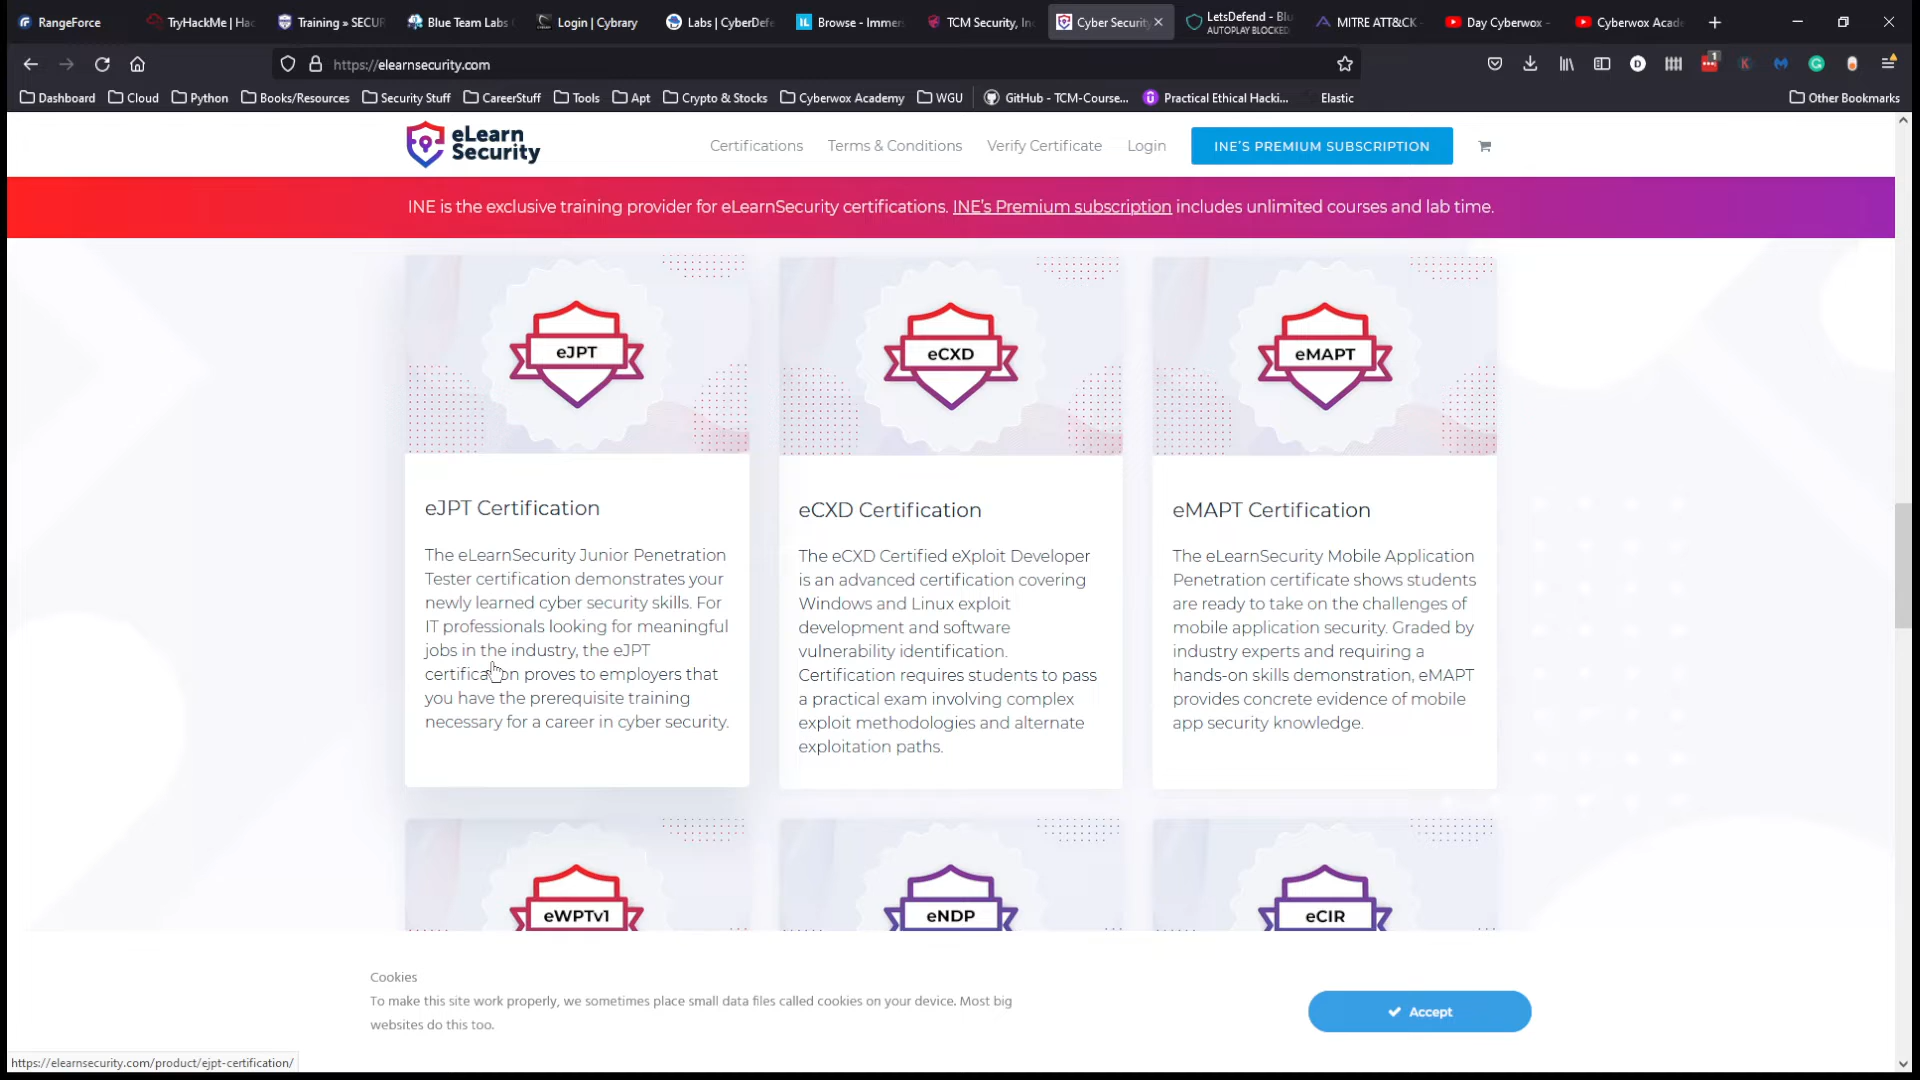 RangeForce
TryHackMe | Hac
Training » SECUR
Blue Team Labs
Login | Cybrary
Labs | CyberDefe
Browse - Immers
TCM Security, Inc
Cyber Security
LetsDefend - Blu
AUTOPLAY BLOCKED
MITRE ATT&CK
Day Cyberwox -
Cyberwox Acade
https://elearnsecurity.com
1
Dashboard
Cloud
Python
Books/Resources
Security Stuff
CareerStuff
Tools
Apt
Crypto & Stocks
Cyberwox Academy
WGU
GitHub - TCM-Course...
Practical Ethical Hacki...
Elastic
Other Bookmarks
eLearn
Security
Certifications
Terms & Conditions
Verify Certificate
Login
INE'S PREMIUM SUBSCRIPTION
INE is the exclusive training provider for eLearnSecurity certifications. INE's Premium subscription includes unlimited courses and lab time.
eJPT
eJPT Certification
The eLearnSecurity Junior Penetration
Tester certification demonstrates your
newly learned cyber security skills. For
IT professionals looking for meaningful
jobs in the industry, the eJPT
certification proves to employers that
you have the prerequisite training
necessary for a career in cyber security.
eCXD
eCXD Certification
The eCXD Certified eXploit Developer
is an advanced certification covering
Windows and Linux exploit
development and software
vulnerability identification.
Certification requires students to pass
a practical exam involving complex
exploit methodologies and alternate
exploitation paths.
eMAPT
eMAPT Certification
The eLearnSecurity Mobile Application
Penetration certificate shows students
are ready to take on the challenges of
mobile application security. Graded by
industry experts and requiring a
hands-on skills demonstration, eMAPT
provides concrete evidence of mobile
app security knowledge.
eWPTv1
eNDP
eCIR
Cookies
To make this site work properly, we sometimes place small data files called cookies on your device. Most big
websites do this too.
Accept
https://elearnsecurity.com/product/ejpt-certification/